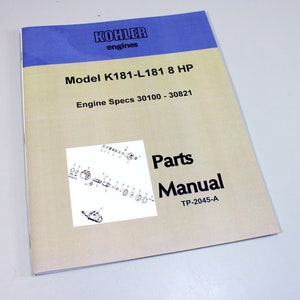 KOHLER
engines
Model K181-L181 8 HP
Engine Specs 30100 - 30821
Parts
Manual
TP-2045-A